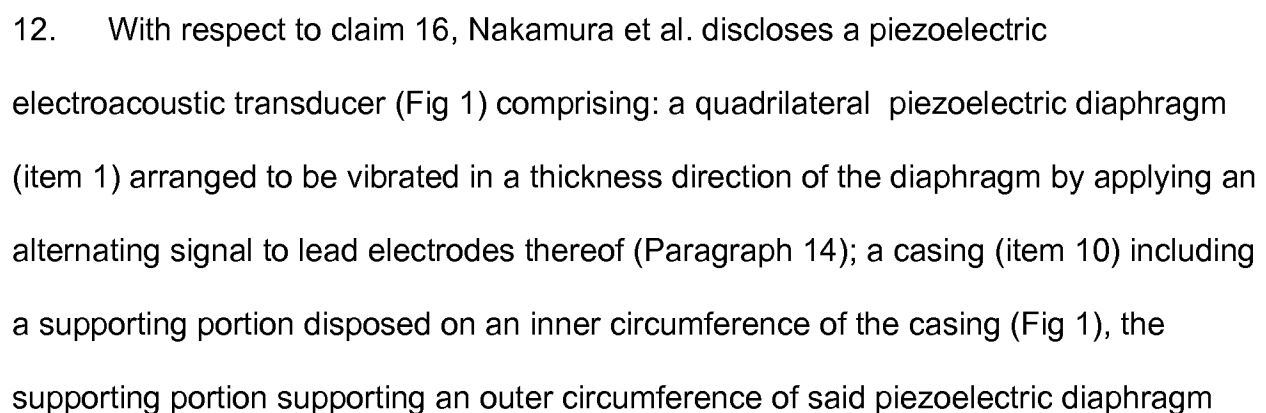 12. With respect to claim 16, Nakamura et al. discloses a piezoelectric
electroacoustic transducer (Fig 1) comprising: a quadrilateral  piezoelectric diaphragm
(item 1) arranged to be vibrated in a thickness direction of the diaphragm by applying an
alternating signal to lead electrodes thereof (Paragraph 14); a casing (item 10) including
a supporting portion disposed on an inner circumference of the casing (Fig 1), the
supporting portion supporting an outer circumference of said piezoelectric diaphragm